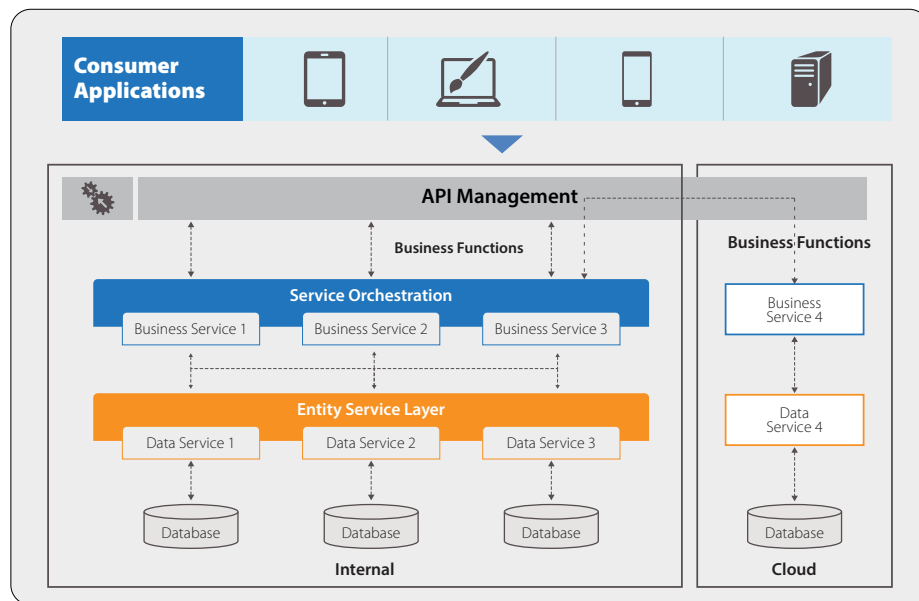 Consumer
Applications
API Management
Business Functions
Business Functions
Service Orchestration
Business Service 1
Business Service 2
Business Service 3
Business
Service 4
Entity Service Layer
Data Service 1
Data Service 2
Data Service 3
Data
Service 4
Database
Database
Database
Database
Internal
Cloud